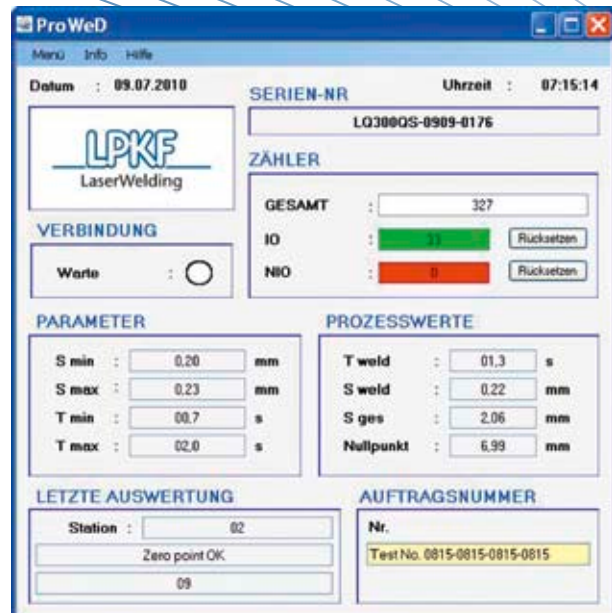 ProWeD
Menü Info Hilfe
Datum : 09.07.2010
Uhrzeit : 07:15:14
LPKF
LaserWelding
SERIEN-NR
LQ300QS-0909-0176
ZÄHLER
GESAMT : 327
IO : 33 Rücksetzen
NIO : 0 Rücksetzen
VERBINDUNG
Warte :
PARAMETER
S min : 0,20 mm
S max : 0,23 mm
T min : 00,7 s
T max : 02,0 s
PROZESSWERTE
T weld : 01,3 s
S weld : 0,22 mm
S ges : 2,06 mm
Nullpunkt : 6,99 mm
LETZTE AUSWERTUNG
Station : 02
Zero point OK
09
AUFTRAGSNUMMER
Nr.
Test No. 0815-0815-0815-0815